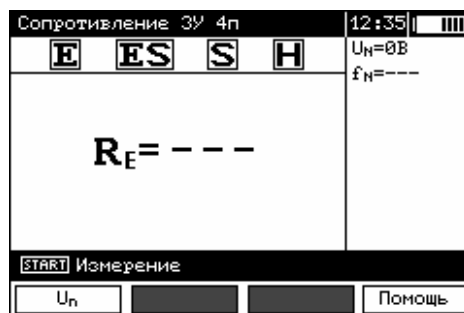 Сопротивление ЗУ 4п 12:35
E ES S H
UN=0В
fN=---
RE= – – –
START Измерение
Un Помощь